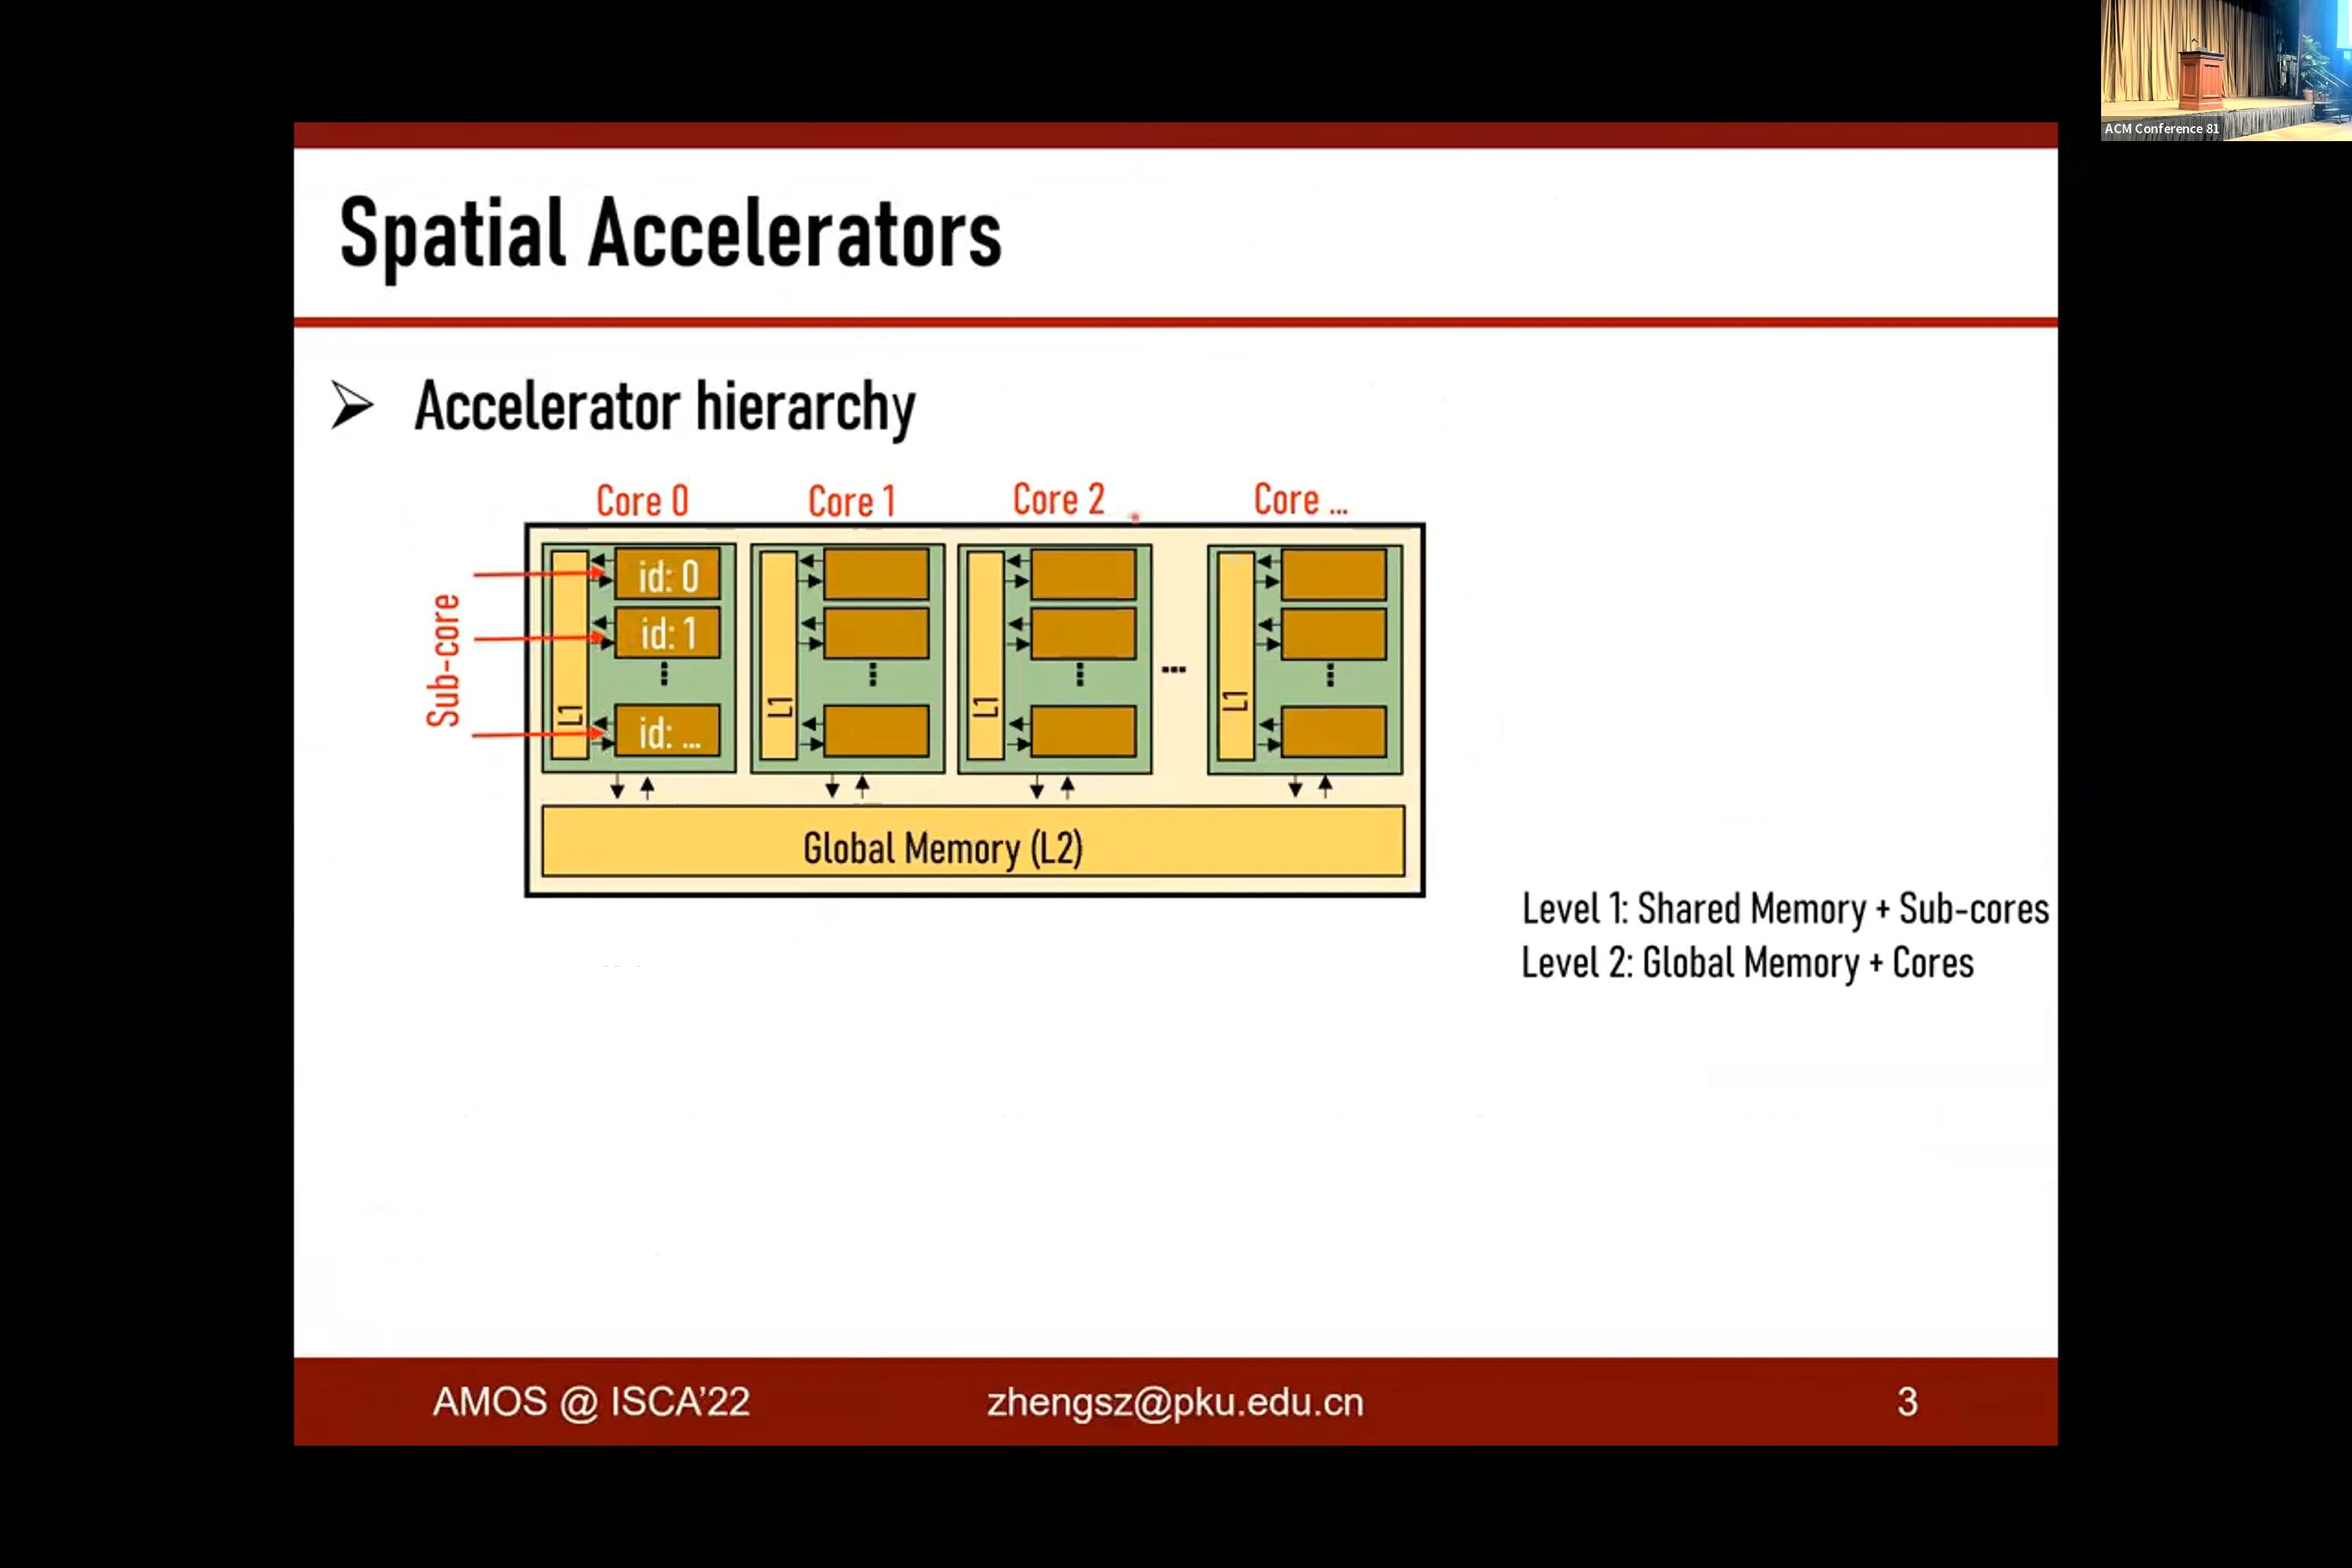 ACM Conference 81
Spatial Accelerators
➢ Accelerator hierarchy
Core 0 Core 1 Core 2 Core ...
Sub-core
id: 0
id: 1
id: ...
L1 L1 L1 L1
Global Memory (L2)
Level 1: Shared Memory + Sub-cores
Level 2: Global Memory + Cores
AMOS @ ISCA’22 zhengsz@pku.edu.cn 3